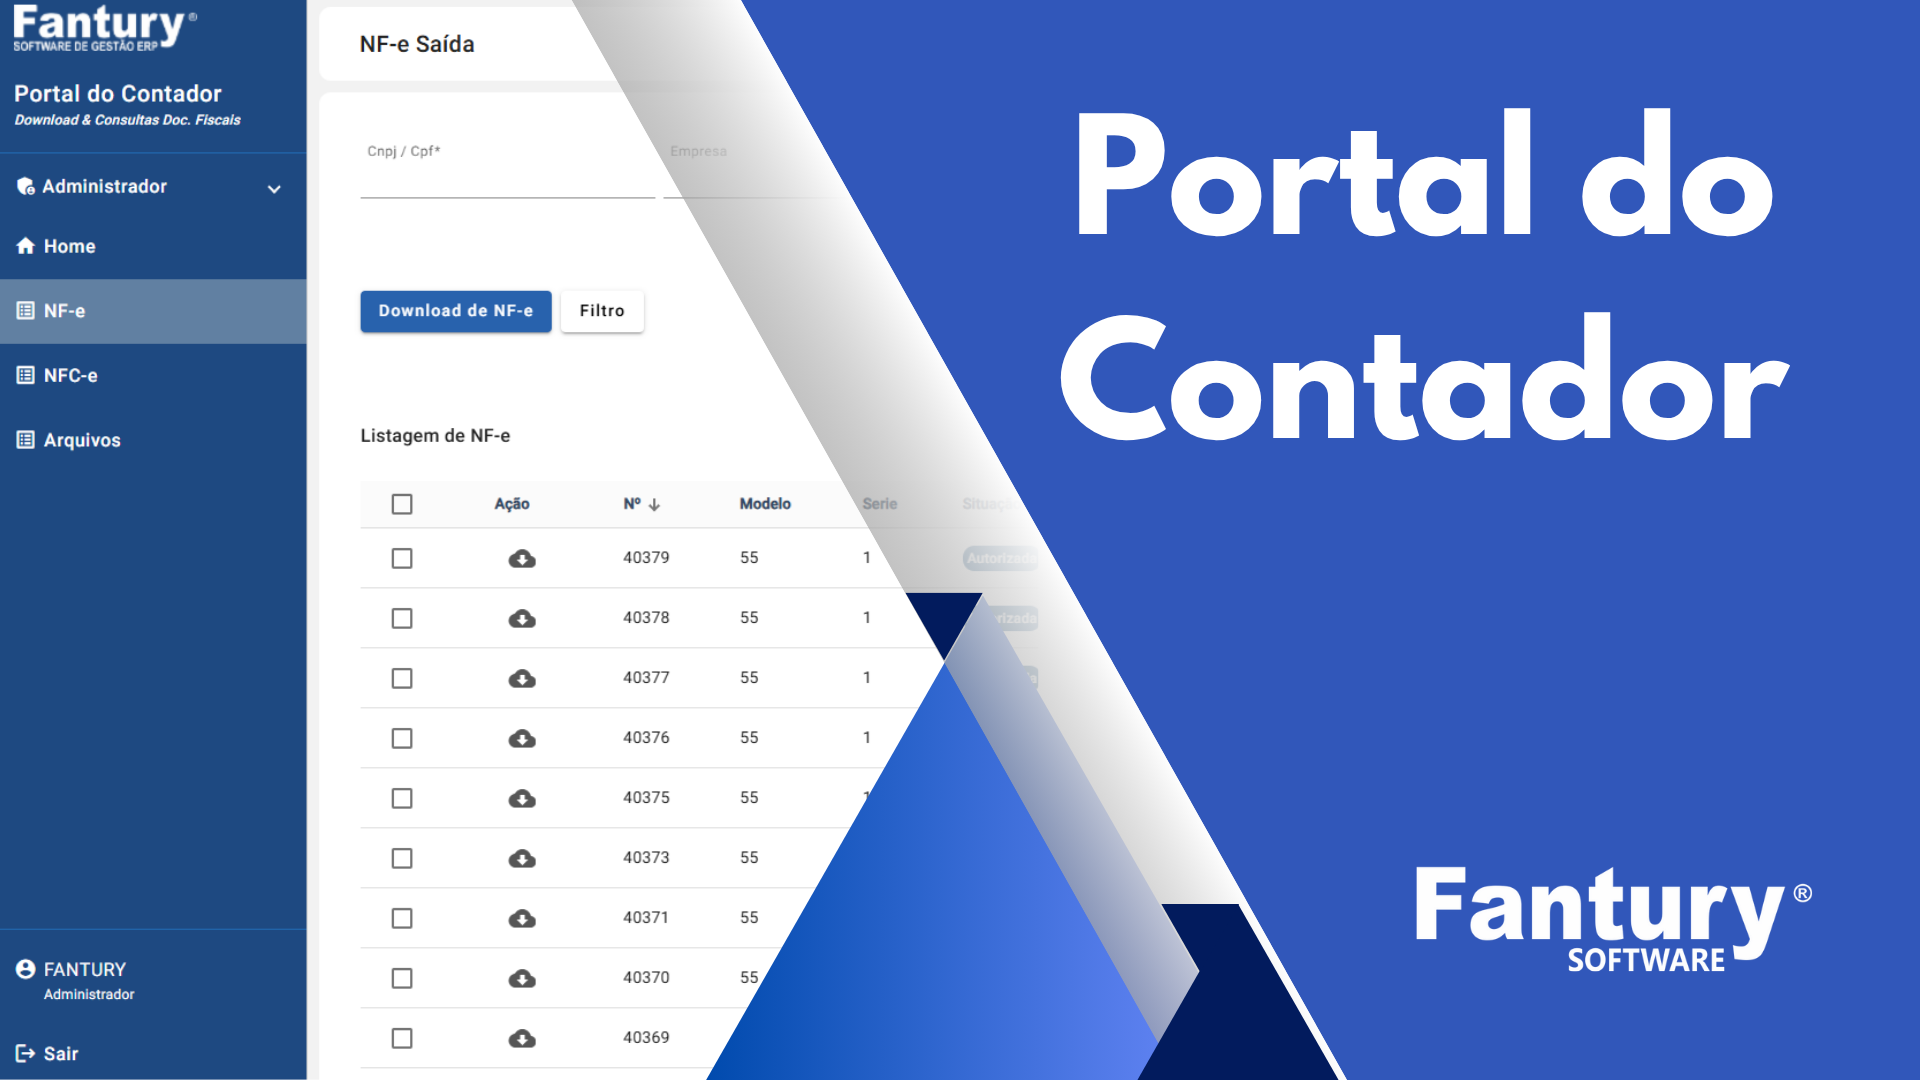 Fantury®
SOFTWARE DE GESTÃO ERP
Portal do Contador
Download & Consultas Doc. Fiscais
Administrador
Home
NF-e
NFC-e
Arquivos
FANTURY
Administrador
Sair
NF-e Saída
Cnpj / Cpf* Empresa
Download de NF-e Filtro
Listagem de NF-e
Ação Nº Modelo Serie
40379 55 1 Autorizada
40378 55 1
40377 55 1
40376 55 1
40375 55
40373 55
40371 55
40370 55
40369
Portal do
Contador
Fantury®
SOFTWARE